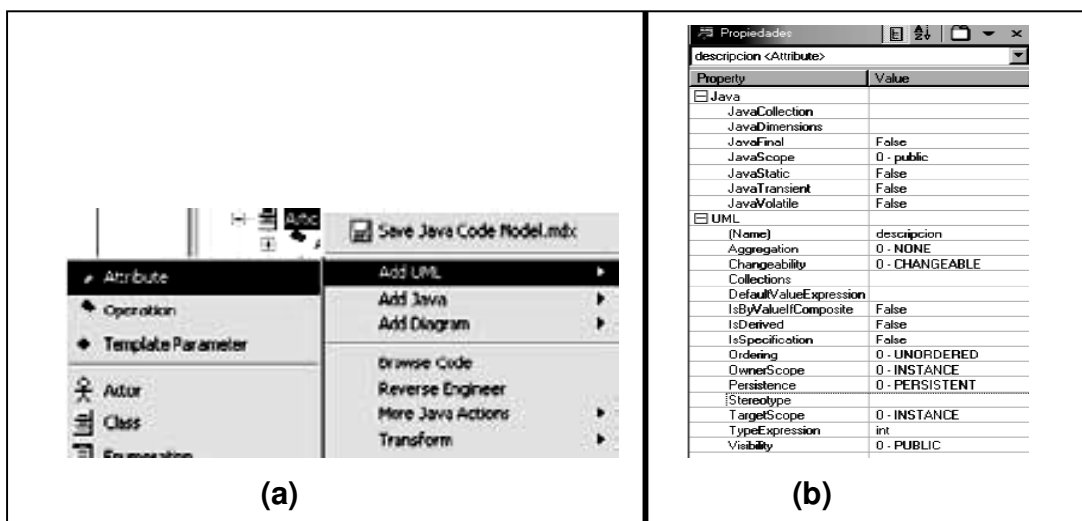 Save Java Code Model.mdx
Add UML
Attribute
Operation
Template Parameter
Actor
Class
Enumeration
Add Java
Add Diagram
Browse Code
Reverse Engineer
More Java Actions
Transform
(a)
Propiedades
descripcion <Attribute>
Property Value
Java
JavaCollection
JavaDimensions
JavaFinal False
JavaScope 0 - public
JavaStatic False
JavaTransient False
JavaVolatile False
UML
(Name) descripcion
Aggregation 0 - NONE
Changeability 0 - CHANGEABLE
Collections
DefaultValueExpression
IsByValueIfComposite False
IsDerived False
IsSpecification False
Ordering 0 - UNORDERED
OwnerScope 0 - INSTANCE
Persistence 0 - PERSISTENT
Stereotype
TargetScope 0 - INSTANCE
TypeExpression int
Visibility 0 - PUBLIC
(b)